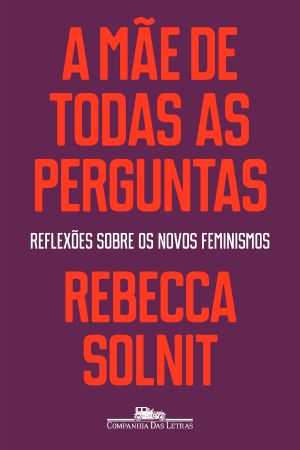 A MÃE DE
TODAS AS
PERGUNTAS
REFLEXÕES SOBRE OS NOVOS FEMINISMOS
REBECCA
SOLNIT
COMPANHIA DAS LETRAS